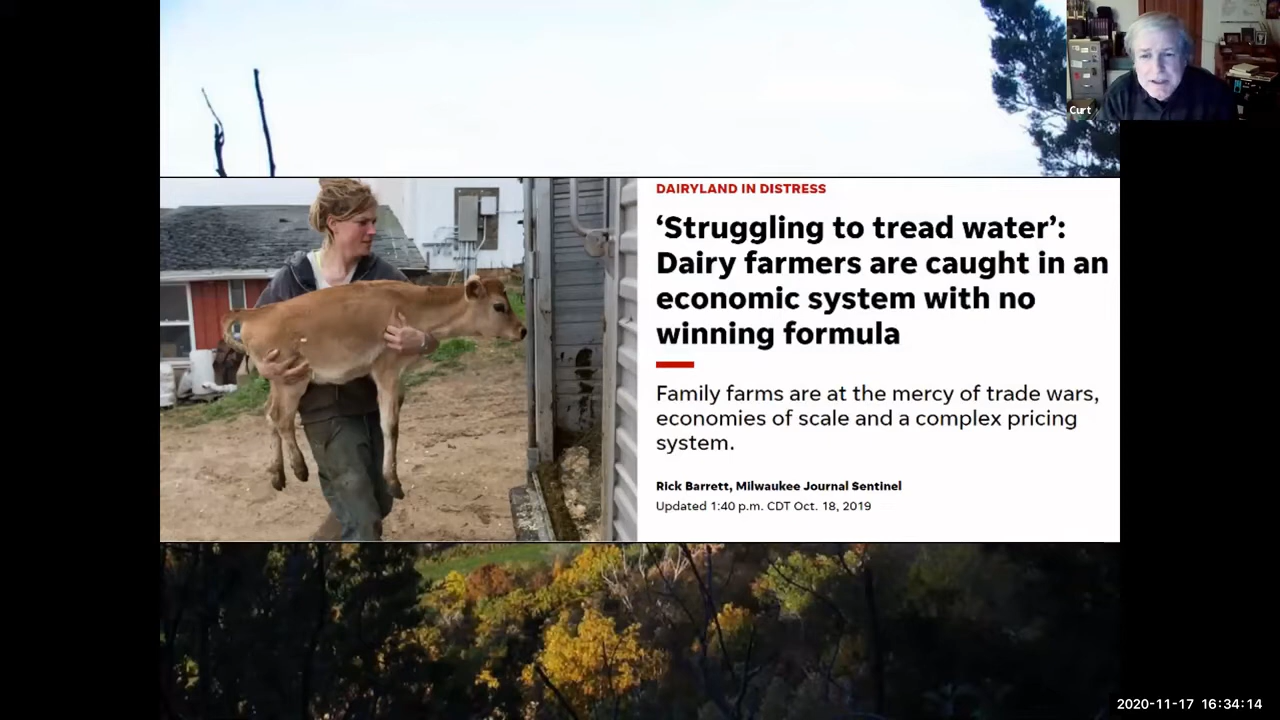 Curt
DAIRYLAND IN DISTRESS
‘Struggling to tread water’:
Dairy farmers are caught in an
economic system with no
winning formula
Family farms are at the mercy of trade wars,
economies of scale and a complex pricing
system.
Rick Barrett, Milwaukee Journal Sentinel
Updated 1:40 p.m. CDT Oct. 18, 2019
2020-11-17 16:34:14